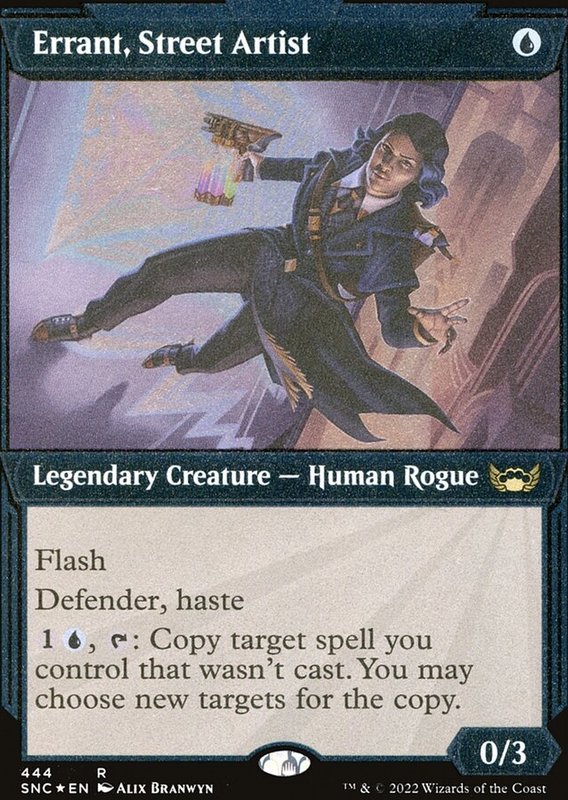 Errant, Street Artist
Legendary Creature — Human Rogue
Flash
Defender, haste
1 , : Copy target spell you
control that wasn't cast. You may
choose new targets for the copy.
0/3
444 R
SNC★EN Alix Branwyn
™ & © 2022 Wizards of the Coast